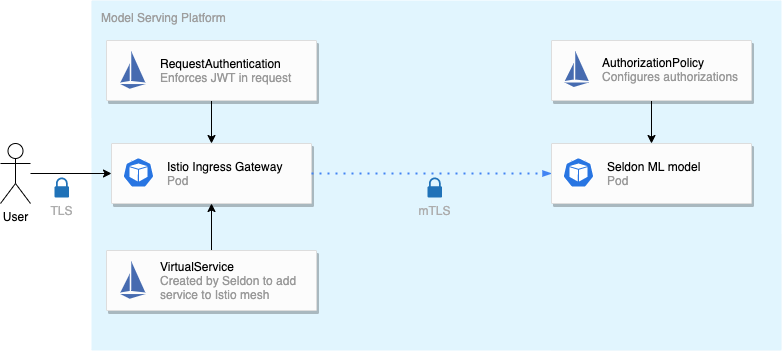 Model Serving Platform
RequestAuthentication
Enforces JWT in request
AuthorizationPolicy
Configures authorizations
Istio Ingress Gateway
Pod
Seldon ML model
Pod
User
TLS
mTLS
VirtualService
Created by Seldon to add
service to Istio mesh